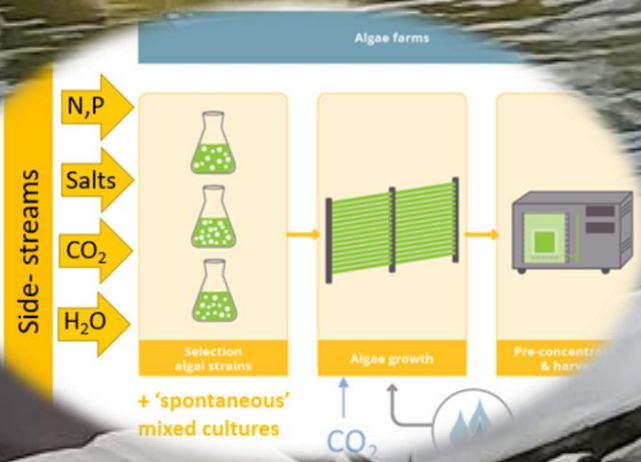 Algae farms
Side- streams
N,P
Salts
CO₂
H₂O
Selection
algal strains
Algae growth
& 
+ 'spontaneous'
mixed cultures
CO₂